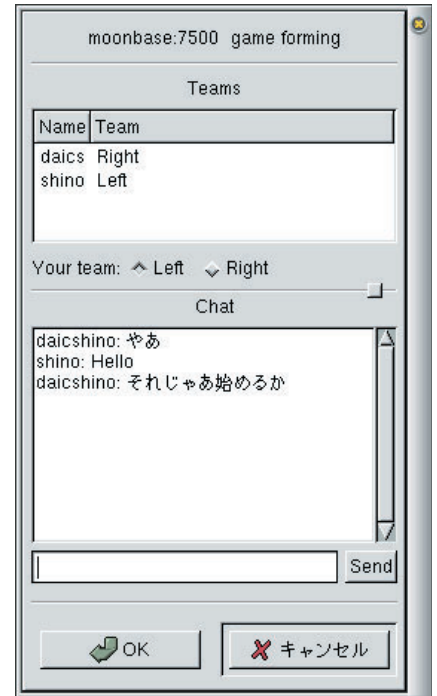 moonbase:7500 game forming
Teams
Name Team
daics Right
shino Left
Your team: Left Right
Chat
daicshino: やあ
shino: Hello
daicshino: それじゃあ始めるか
Send
OK キャンセル